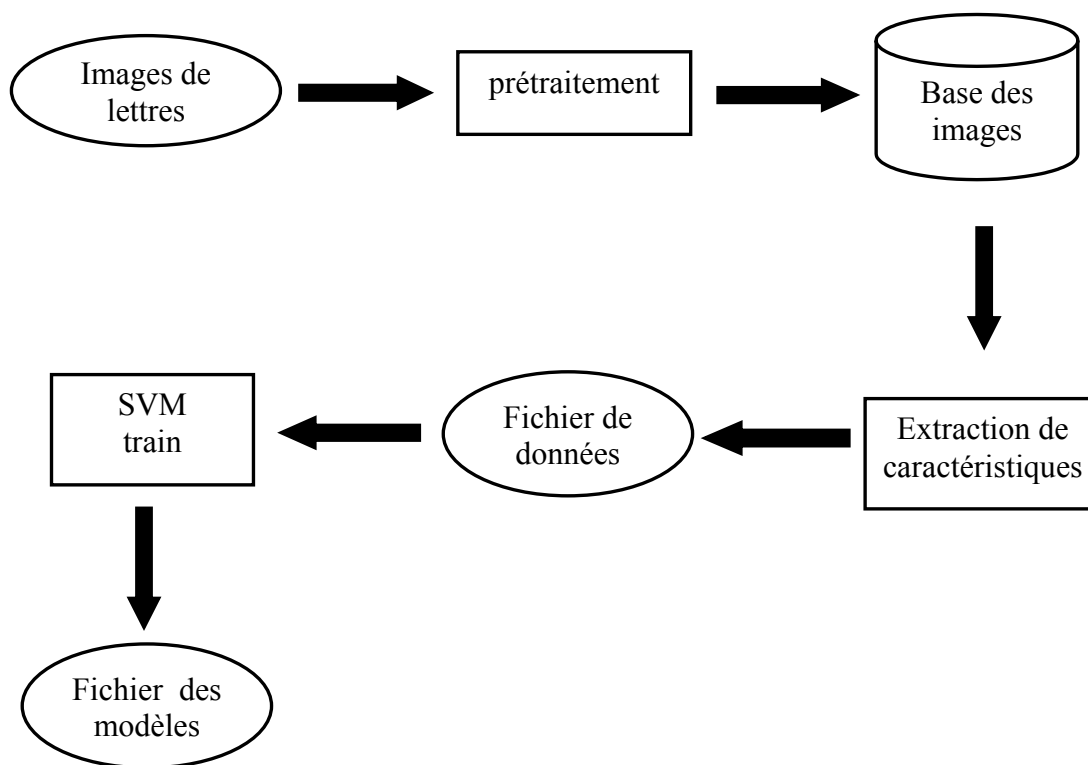 Images de
lettres
prétraitement
Base des
images
Extraction de
caractéristiques
Fichier de
données
SVM
train
Fichier des
modèles